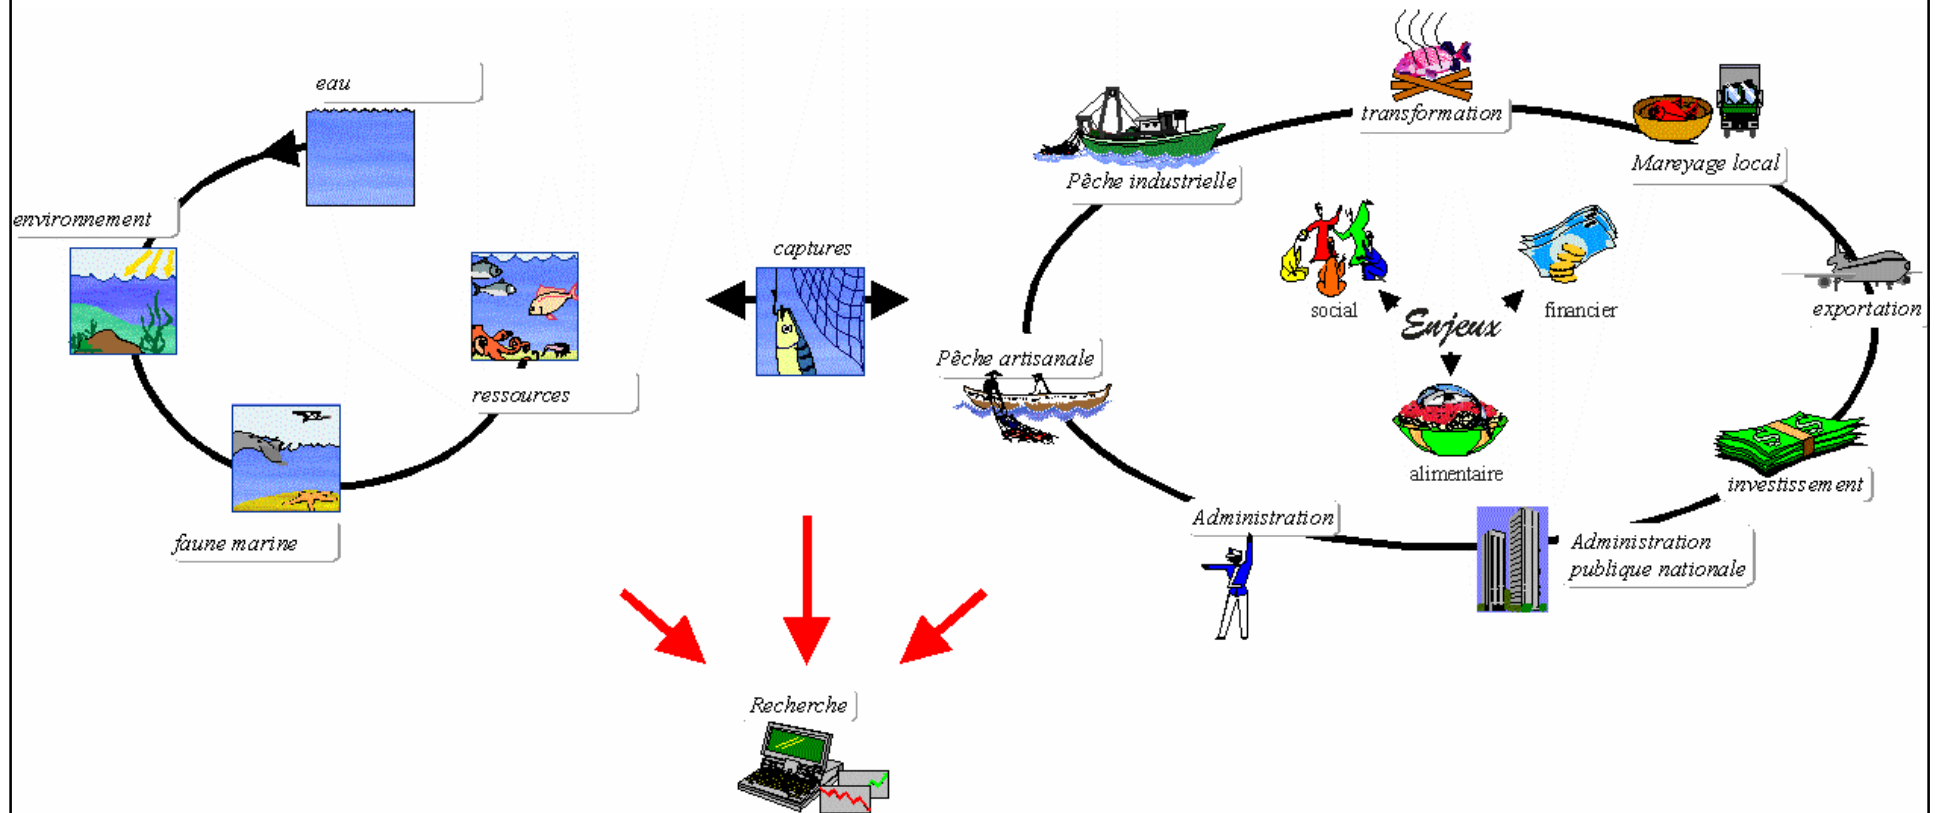 eau
environnement
ressources
faune marine
captures
Pêche industrielle
transformation
Mareyage local
exportation
investissement
Administration
publique nationale
Administration
Pêche artisanale
social
financier
Enjeux
alimentaire
Recherche